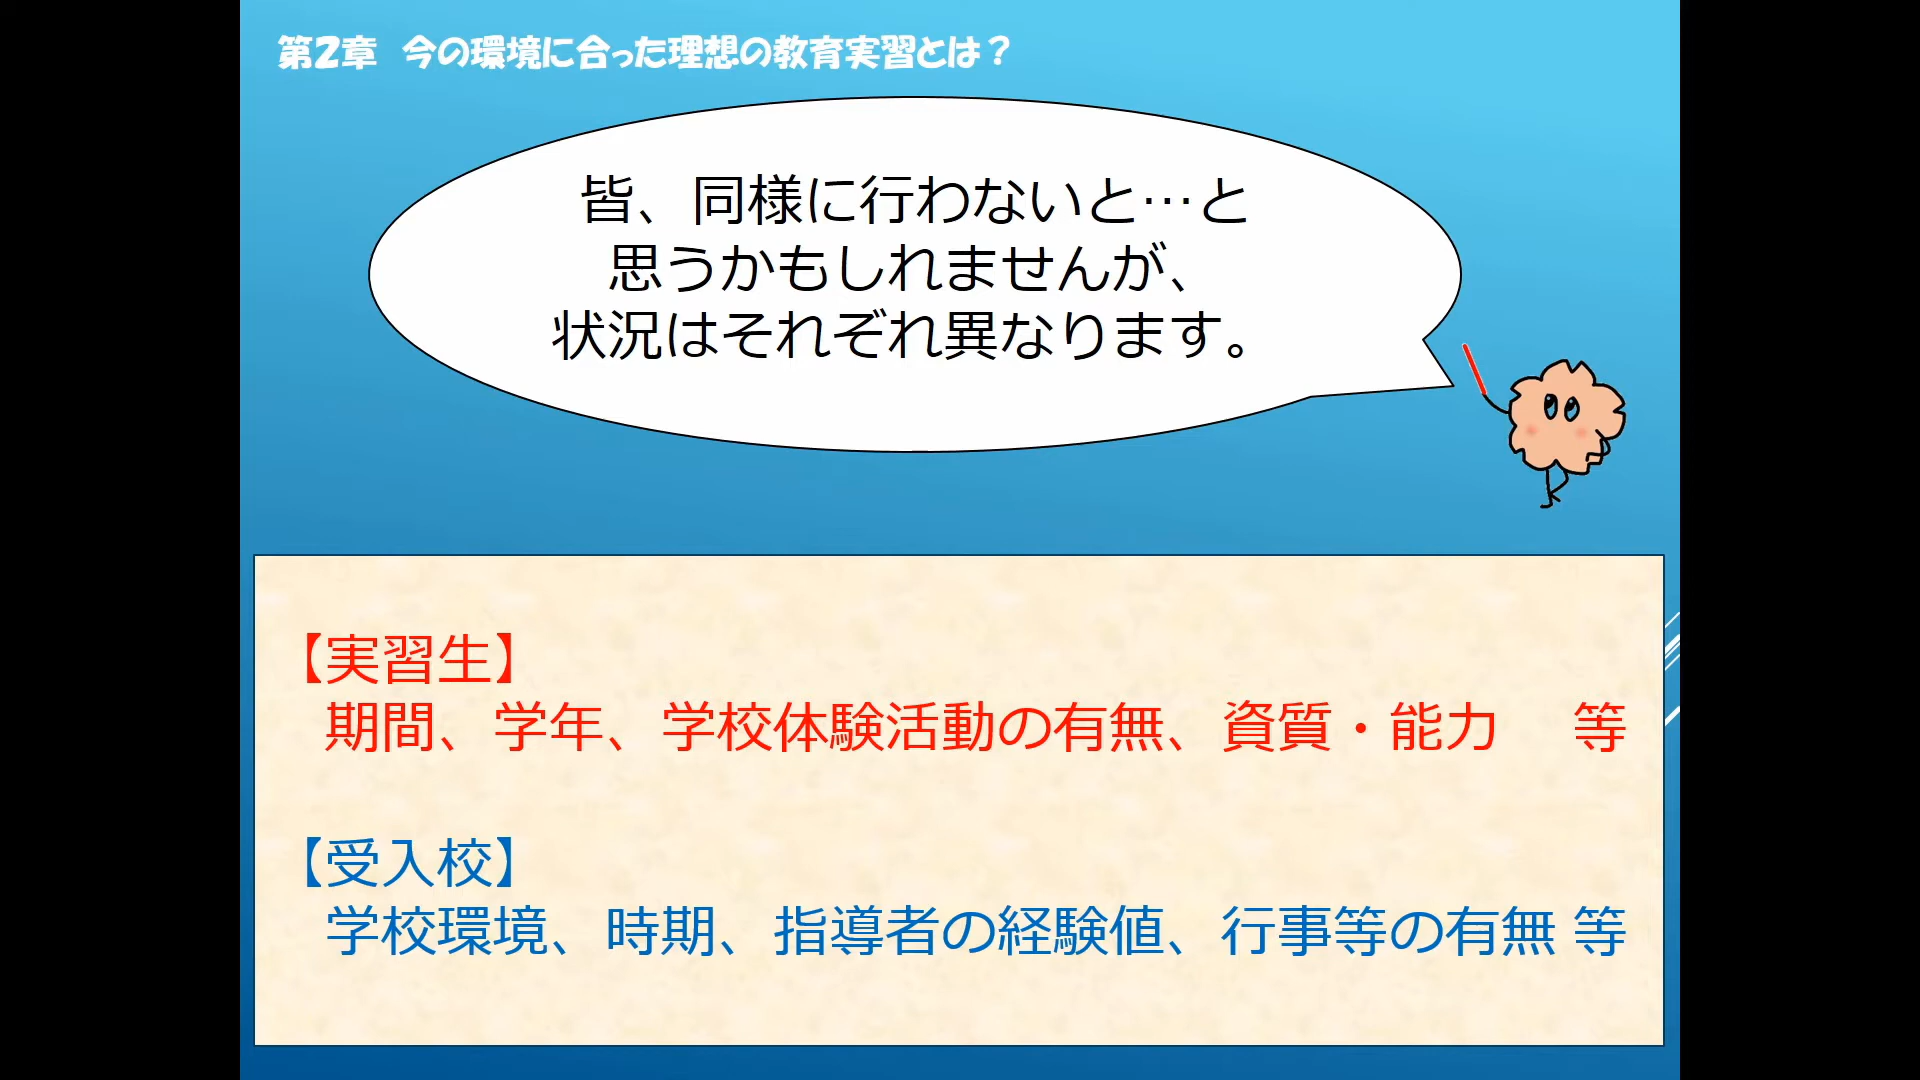 第2章 今の環境に合った理想の教育実習とは？
皆、同様に行わないと…と
思うかもしれませんが、
状況はそれぞれ異なります。
【実習生】
期間、学年、学校体験活動の有無、資質・能力 等
【受入校】
学校環境、時期、指導者の経験値、行事等の有無 等